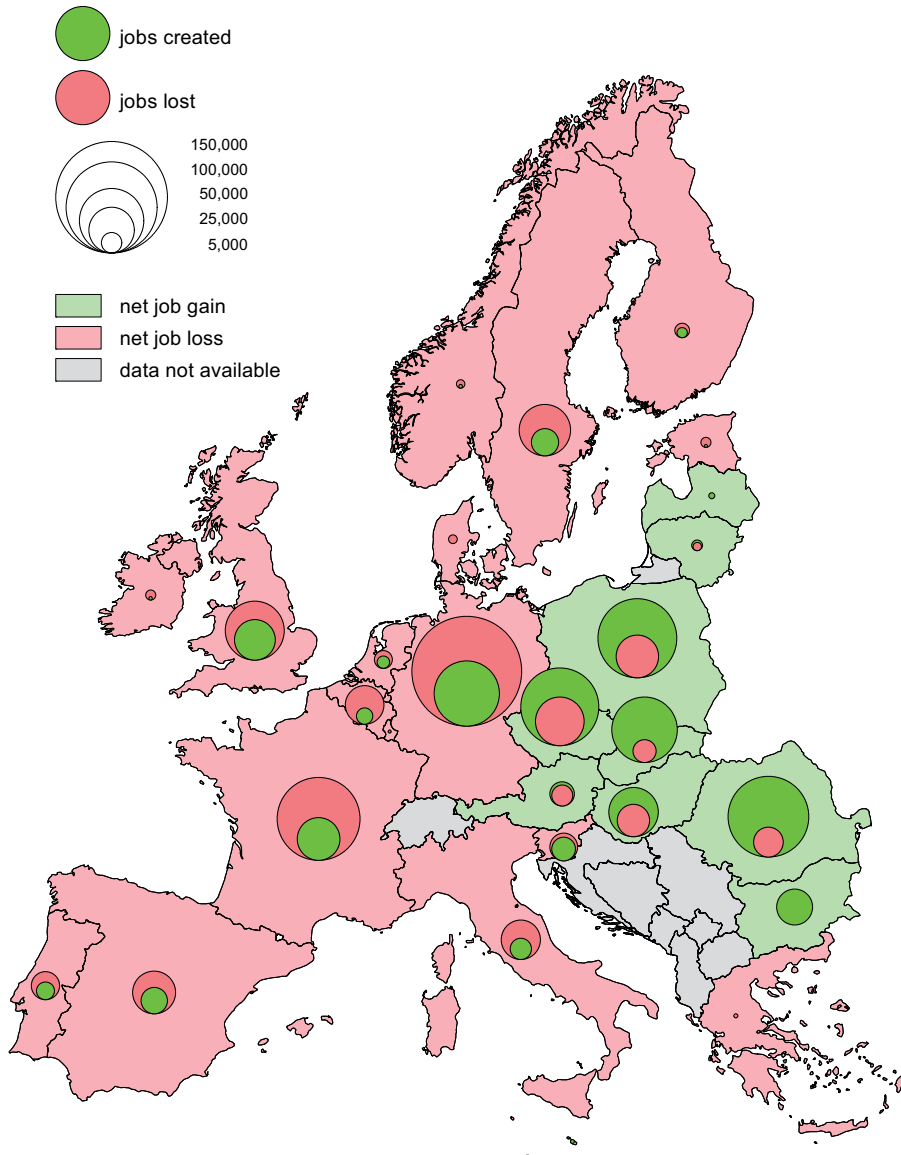 jobs created
jobs lost
150,000
100,000
50,000
25,000
5,000
net job gain
net job loss
data not available